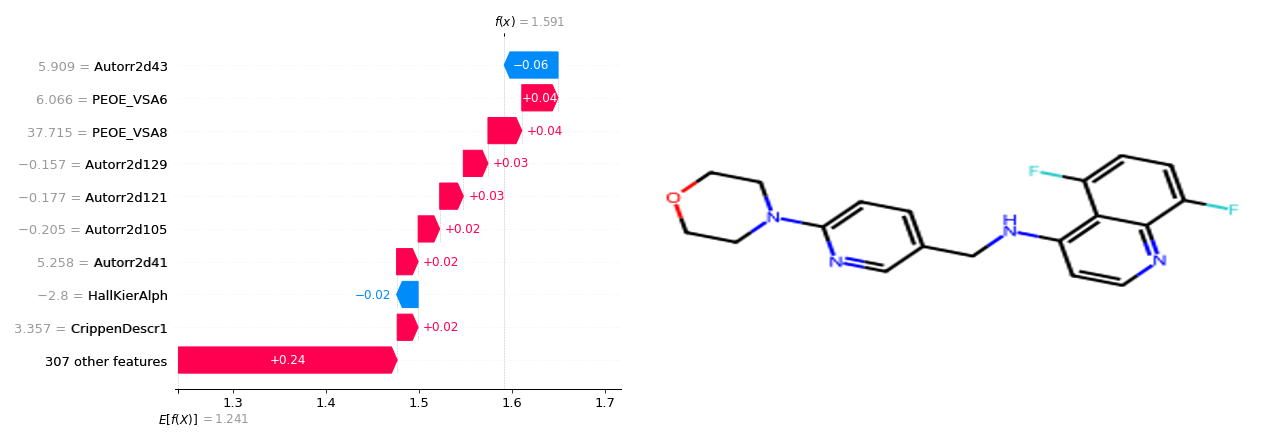 f(x) = 1.591
5.909 = Autorr2d43
−0.06
6.066 = PEOE_VSA6
+0.04
37.715 = PEOE_VSA8
+0.04
−0.157 = Autorr2d129
+0.03
−0.177 = Autorr2d121
+0.03
−0.205 = Autorr2d105
+0.02
5.258 = Autorr2d41
+0.02
−2.8 = HallKierAlph
−0.02
3.357 = CrippenDescr1
+0.02
307 other features
+0.24
1.3 1.4 1.5 1.6 1.7
E[f(X)] = 1.241
F
F
O
N
H
N
N
N